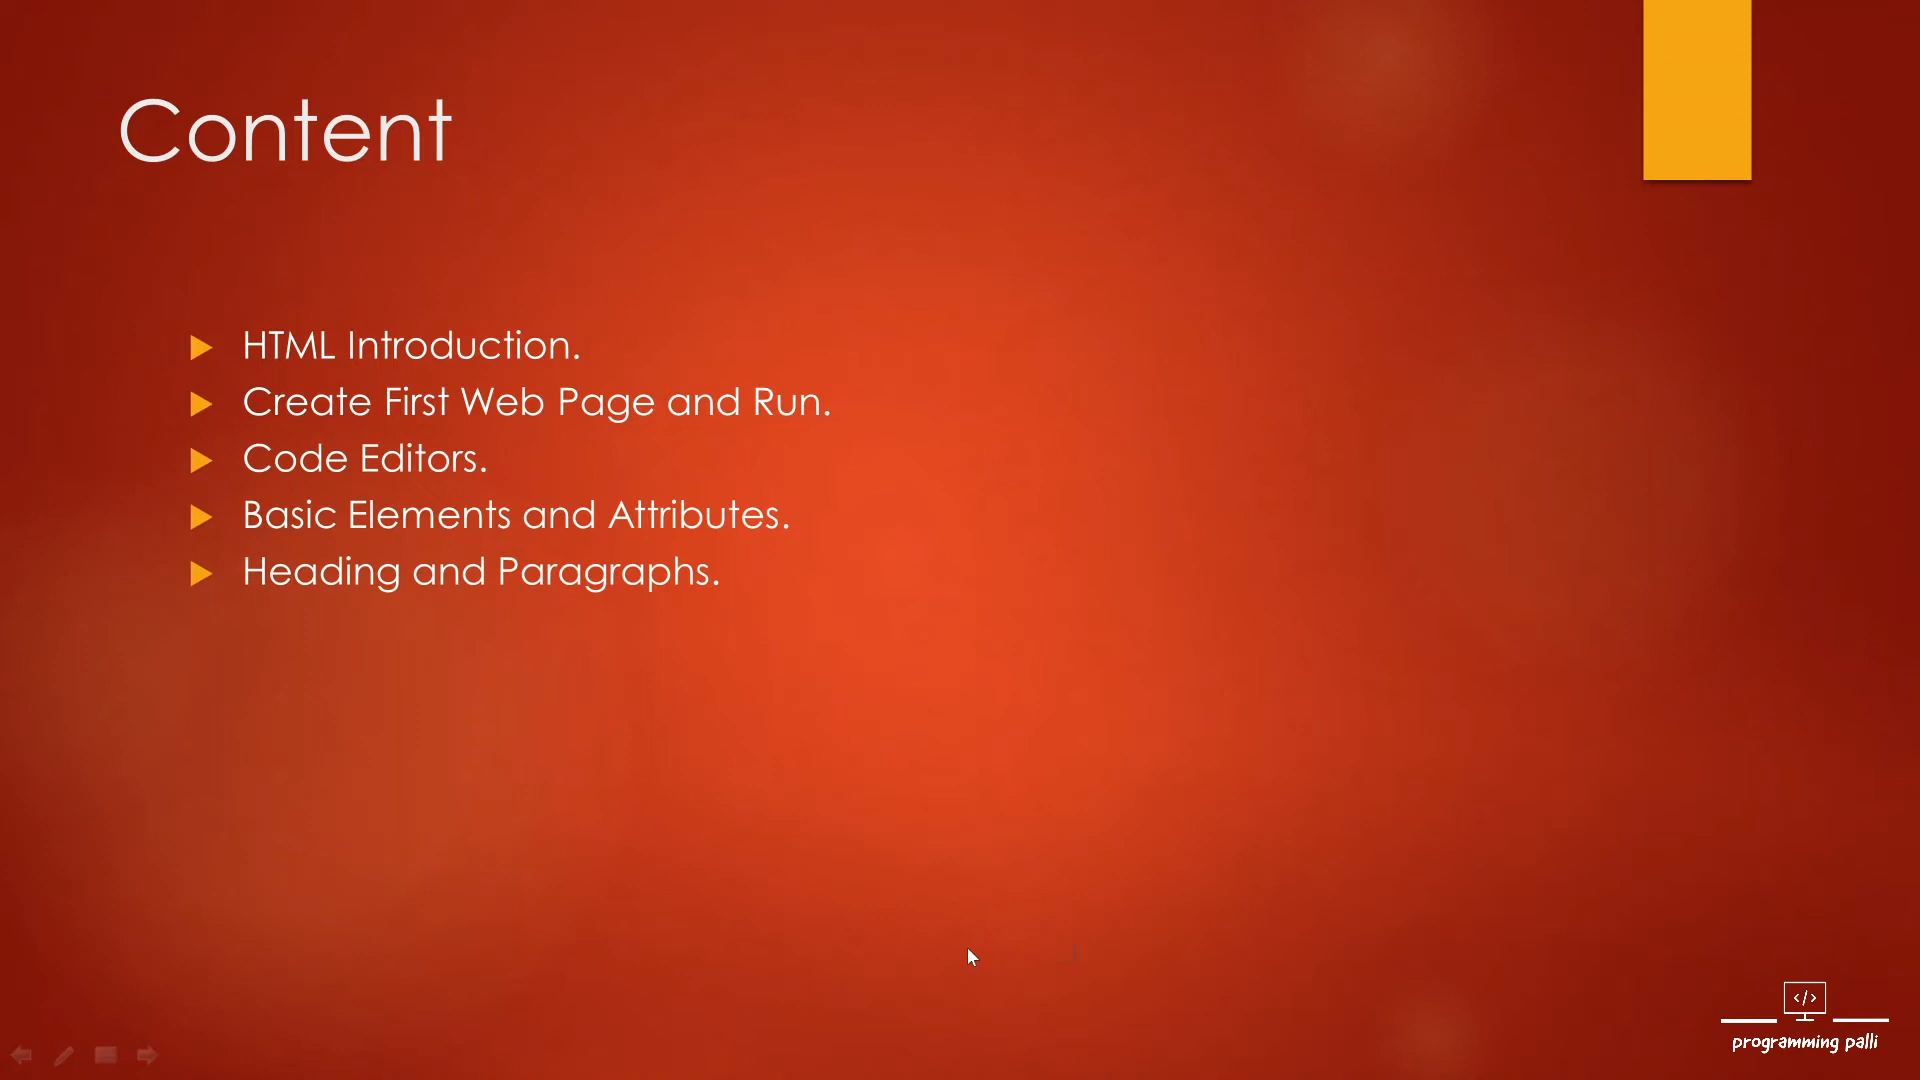 Content
HTML Introduction.
Create First Web Page and Run.
Code Editors.
Basic Elements and Attributes.
Heading and Paragraphs.
</>
programming palli